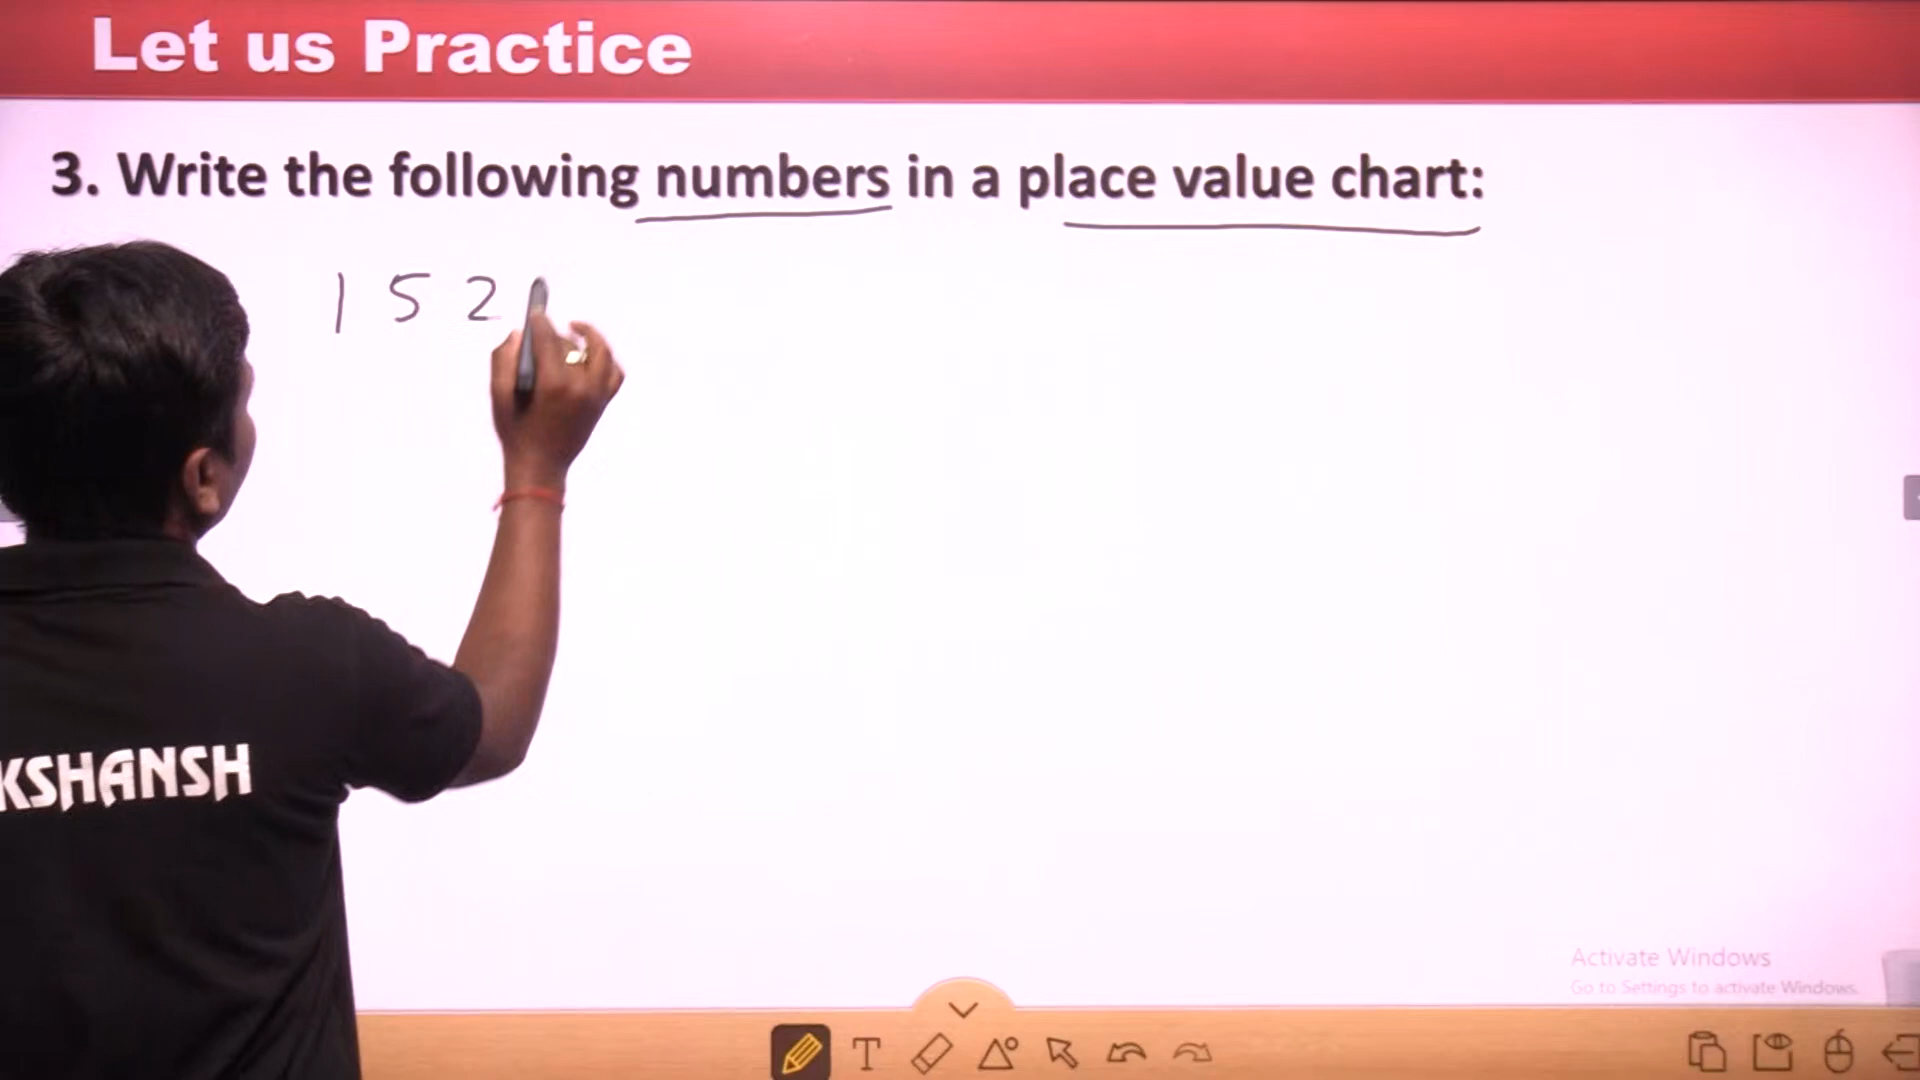 Let us Practice
3. Write the following numbers in a place value chart:
1 5 2
KSHANSH
T
Activate Windows
Go to Settings to activate Windows.